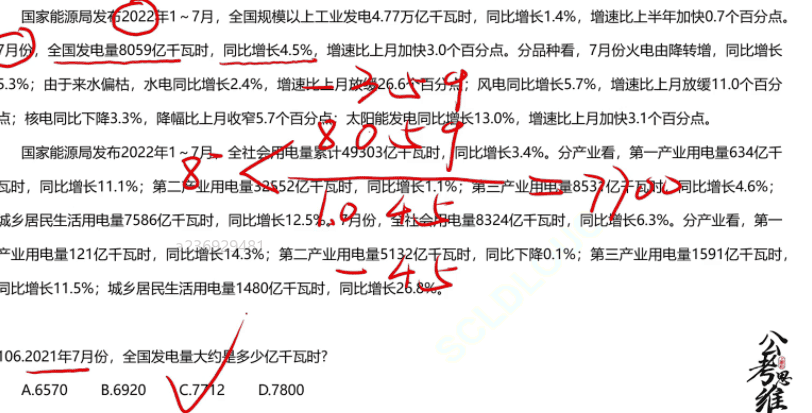 国家能源局发布2022年1~7月，全国规模以上工业发电4.77万亿千瓦时，同比增长1.4%，增速比上半年加快0.7个百分点。
7月份，全国发电量8059亿千瓦时，同比增长4.5%，增速比上月加快3.0个百分点。分品种看，7月份火电由降转增，同比增长
5.3%；由于来水偏枯，水电同比增长2.4%，增速比上月放缓26.6个百分点；风电同比增长5.7%，增速比上月放缓11.0个百分
点；核电同比下降3.3%，降幅比上月收窄5.7个百分点；太阳能发电同比增长13.0%，增速比上月加快3.1个百分点。
国家能源局发布2022年1~7月，全社会用电量累计49303亿千瓦时，同比增长3.4%。分产业看，第一产业用电量634亿千
瓦时，同比增长11.1%；第二产业用电量32552亿千瓦时，同比增长1.1%；第三产业用电量8531亿千瓦时，同比增长4.6%；
城乡居民生活用电量7586亿千瓦时，同比增长12.5%。7月份，全社会用电量8324亿千瓦时，同比增长6.3%。分产业看，第一
产业用电量121亿千瓦时，同比增长14.3%；第二产业用电量5132亿千瓦时，同比下降0.1%；第三产业用电量1591亿千瓦时，
同比增长11.5%；城乡居民生活用电量1480亿千瓦时，同比增长26.8%。
-359
8059
8- < = 7700
1.045
-45
a236929481
106.2021年7月份，全国发电量大约是多少亿千瓦时？
A.6570 B.6920 C.7712 D.7800
公考思维